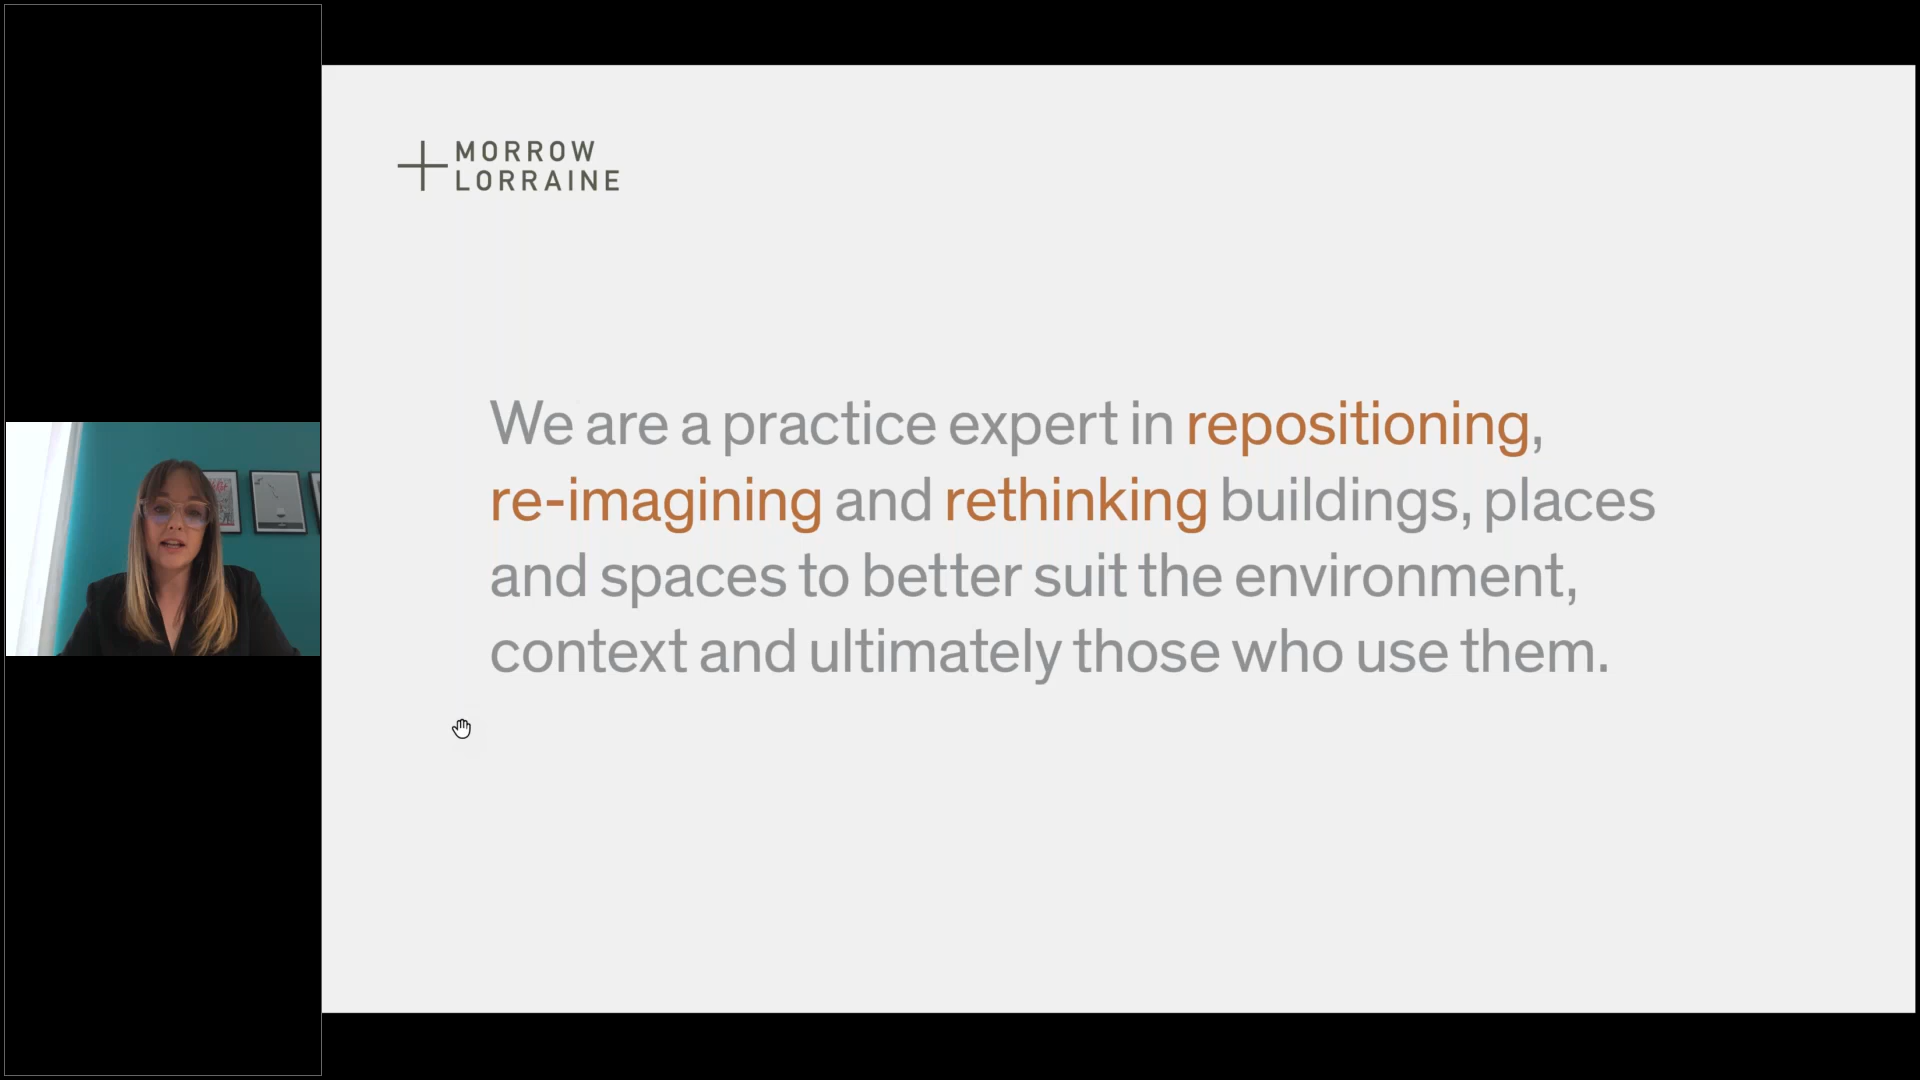 MORROW
LORRAINE
We are a practice expert in repositioning,
re-imagining and rethinking buildings, places
and spaces to better suit the environment,
context and ultimately those who use them.